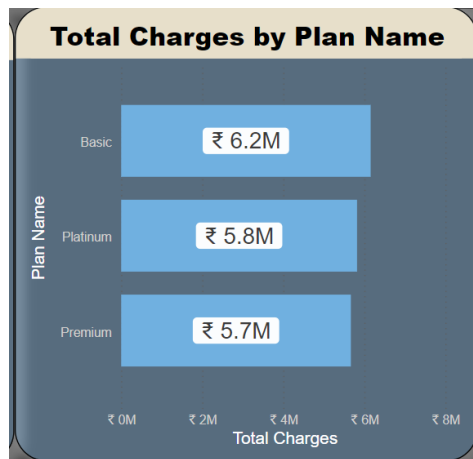 Total Charges by Plan Name
Plan Name
Basic
₹ 6.2M
Platinum
₹ 5.8M
Premium
₹ 5.7M
₹ 0M ₹ 2M ₹ 4M ₹ 6M ₹ 8M
Total Charges